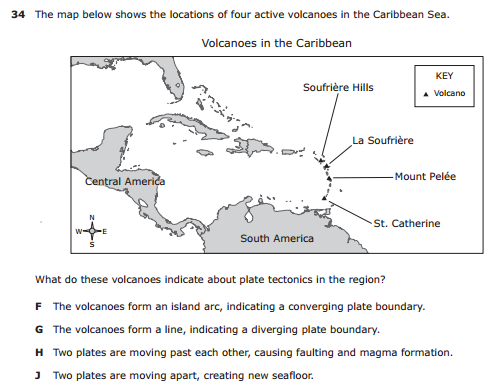 34 The map below shows the locations of four active volcanoes in the Caribbean Sea.
Volcanoes in the Caribbean
Soufrière Hills
KEY
▲ Volcano
La Soufrière
Mount Pelée
Central America
St. Catherine
N
W E
S
South America
What do these volcanoes indicate about plate tectonics in the region?
F The volcanoes form an island arc, indicating a converging plate boundary.
G The volcanoes form a line, indicating a diverging plate boundary.
H Two plates are moving past each other, causing faulting and magma formation.
J Two plates are moving apart, creating new seafloor.